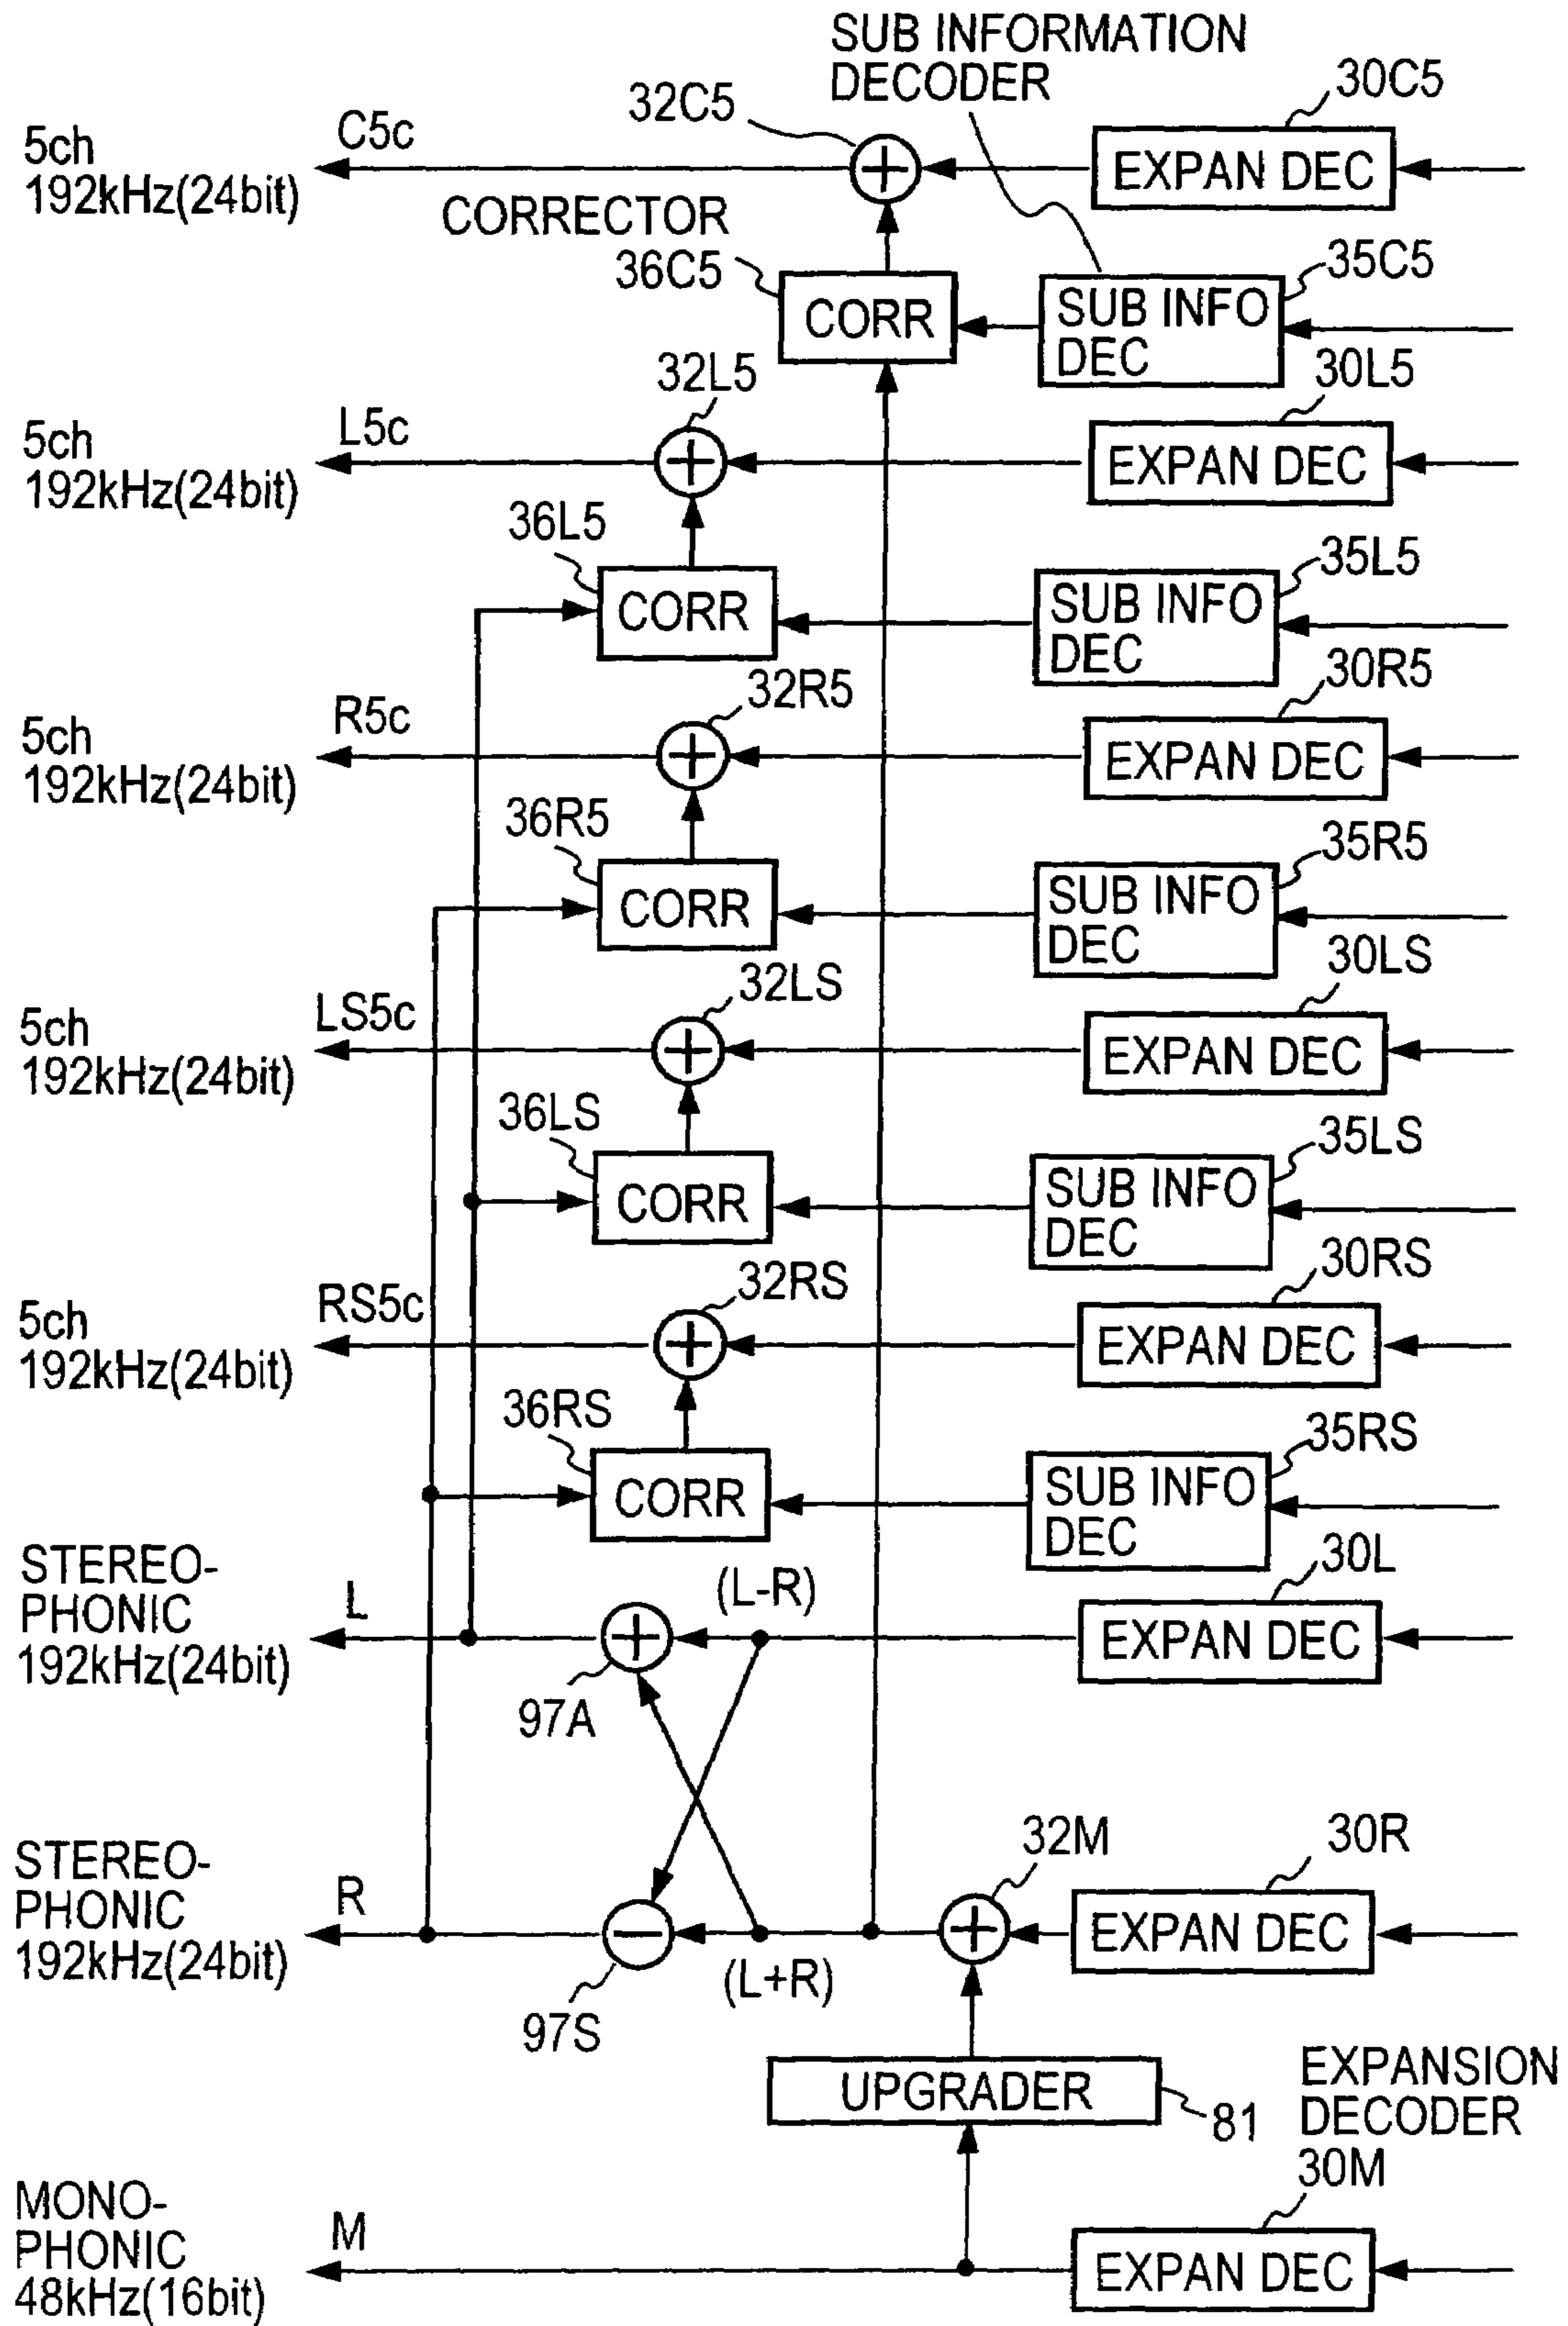 SUB INFORMATION
DECODER
32C5
30C5
5ch
192kHz(24bit)
C5c
+
EXPAN DEC
CORRECTOR
36C5
35C5
CORR
SUB INFO
DEC
32L5
30L5
5ch
192kHz(24bit)
L5c
+
EXPAN DEC
36L5
35L5
CORR
SUB INFO
DEC
32R5
30R5
5ch
192kHz(24bit)
R5c
+
EXPAN DEC
36R5
35R5
CORR
SUB INFO
DEC
32LS
30LS
5ch
192kHz(24bit)
LS5c
+
EXPAN DEC
36LS
35LS
CORR
SUB INFO
DEC
32RS
30RS
5ch
192kHz(24bit)
RS5c
+
EXPAN DEC
36RS
35RS
CORR
SUB INFO
DEC
30L
STEREO-
PHONIC
192kHz(24bit)
L
+
(L-R)
EXPAN DEC
97A
32M
30R
STEREO-
PHONIC
192kHz(24bit)
R
−
(L+R)
+
EXPAN DEC
97S
UPGRADER
81
EXPANSION
DECODER
30M
MONO-
PHONIC
48kHz(16bit)
M
EXPAN DEC